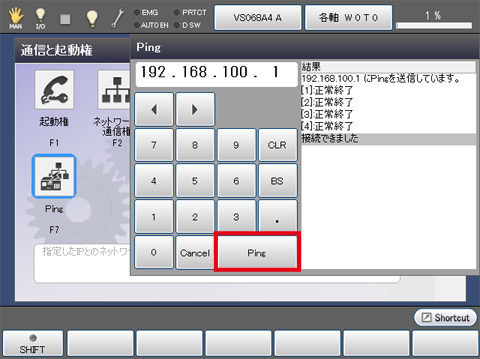 MAN
I/O
EMG
PRTCT
AUTO EN
D SW
VS068A4 A
各軸 W0T0
1 %
通信と起動権
Ping
192 . 168 . 100 . 1
結果
192.168.100.1 にPingを送信しています。
[1]:正常終了
[2]:正常終了
[3]:正常終了
[4]:正常終了
接続できました
起動権
F1
ネットワー
通信権
F2
Ping
F7
7
8
9
CLR
4
5
6
BS
1
2
3
.
0
Cancel
Ping
指定したIPとのネットワー
Shortcut
SHIFT